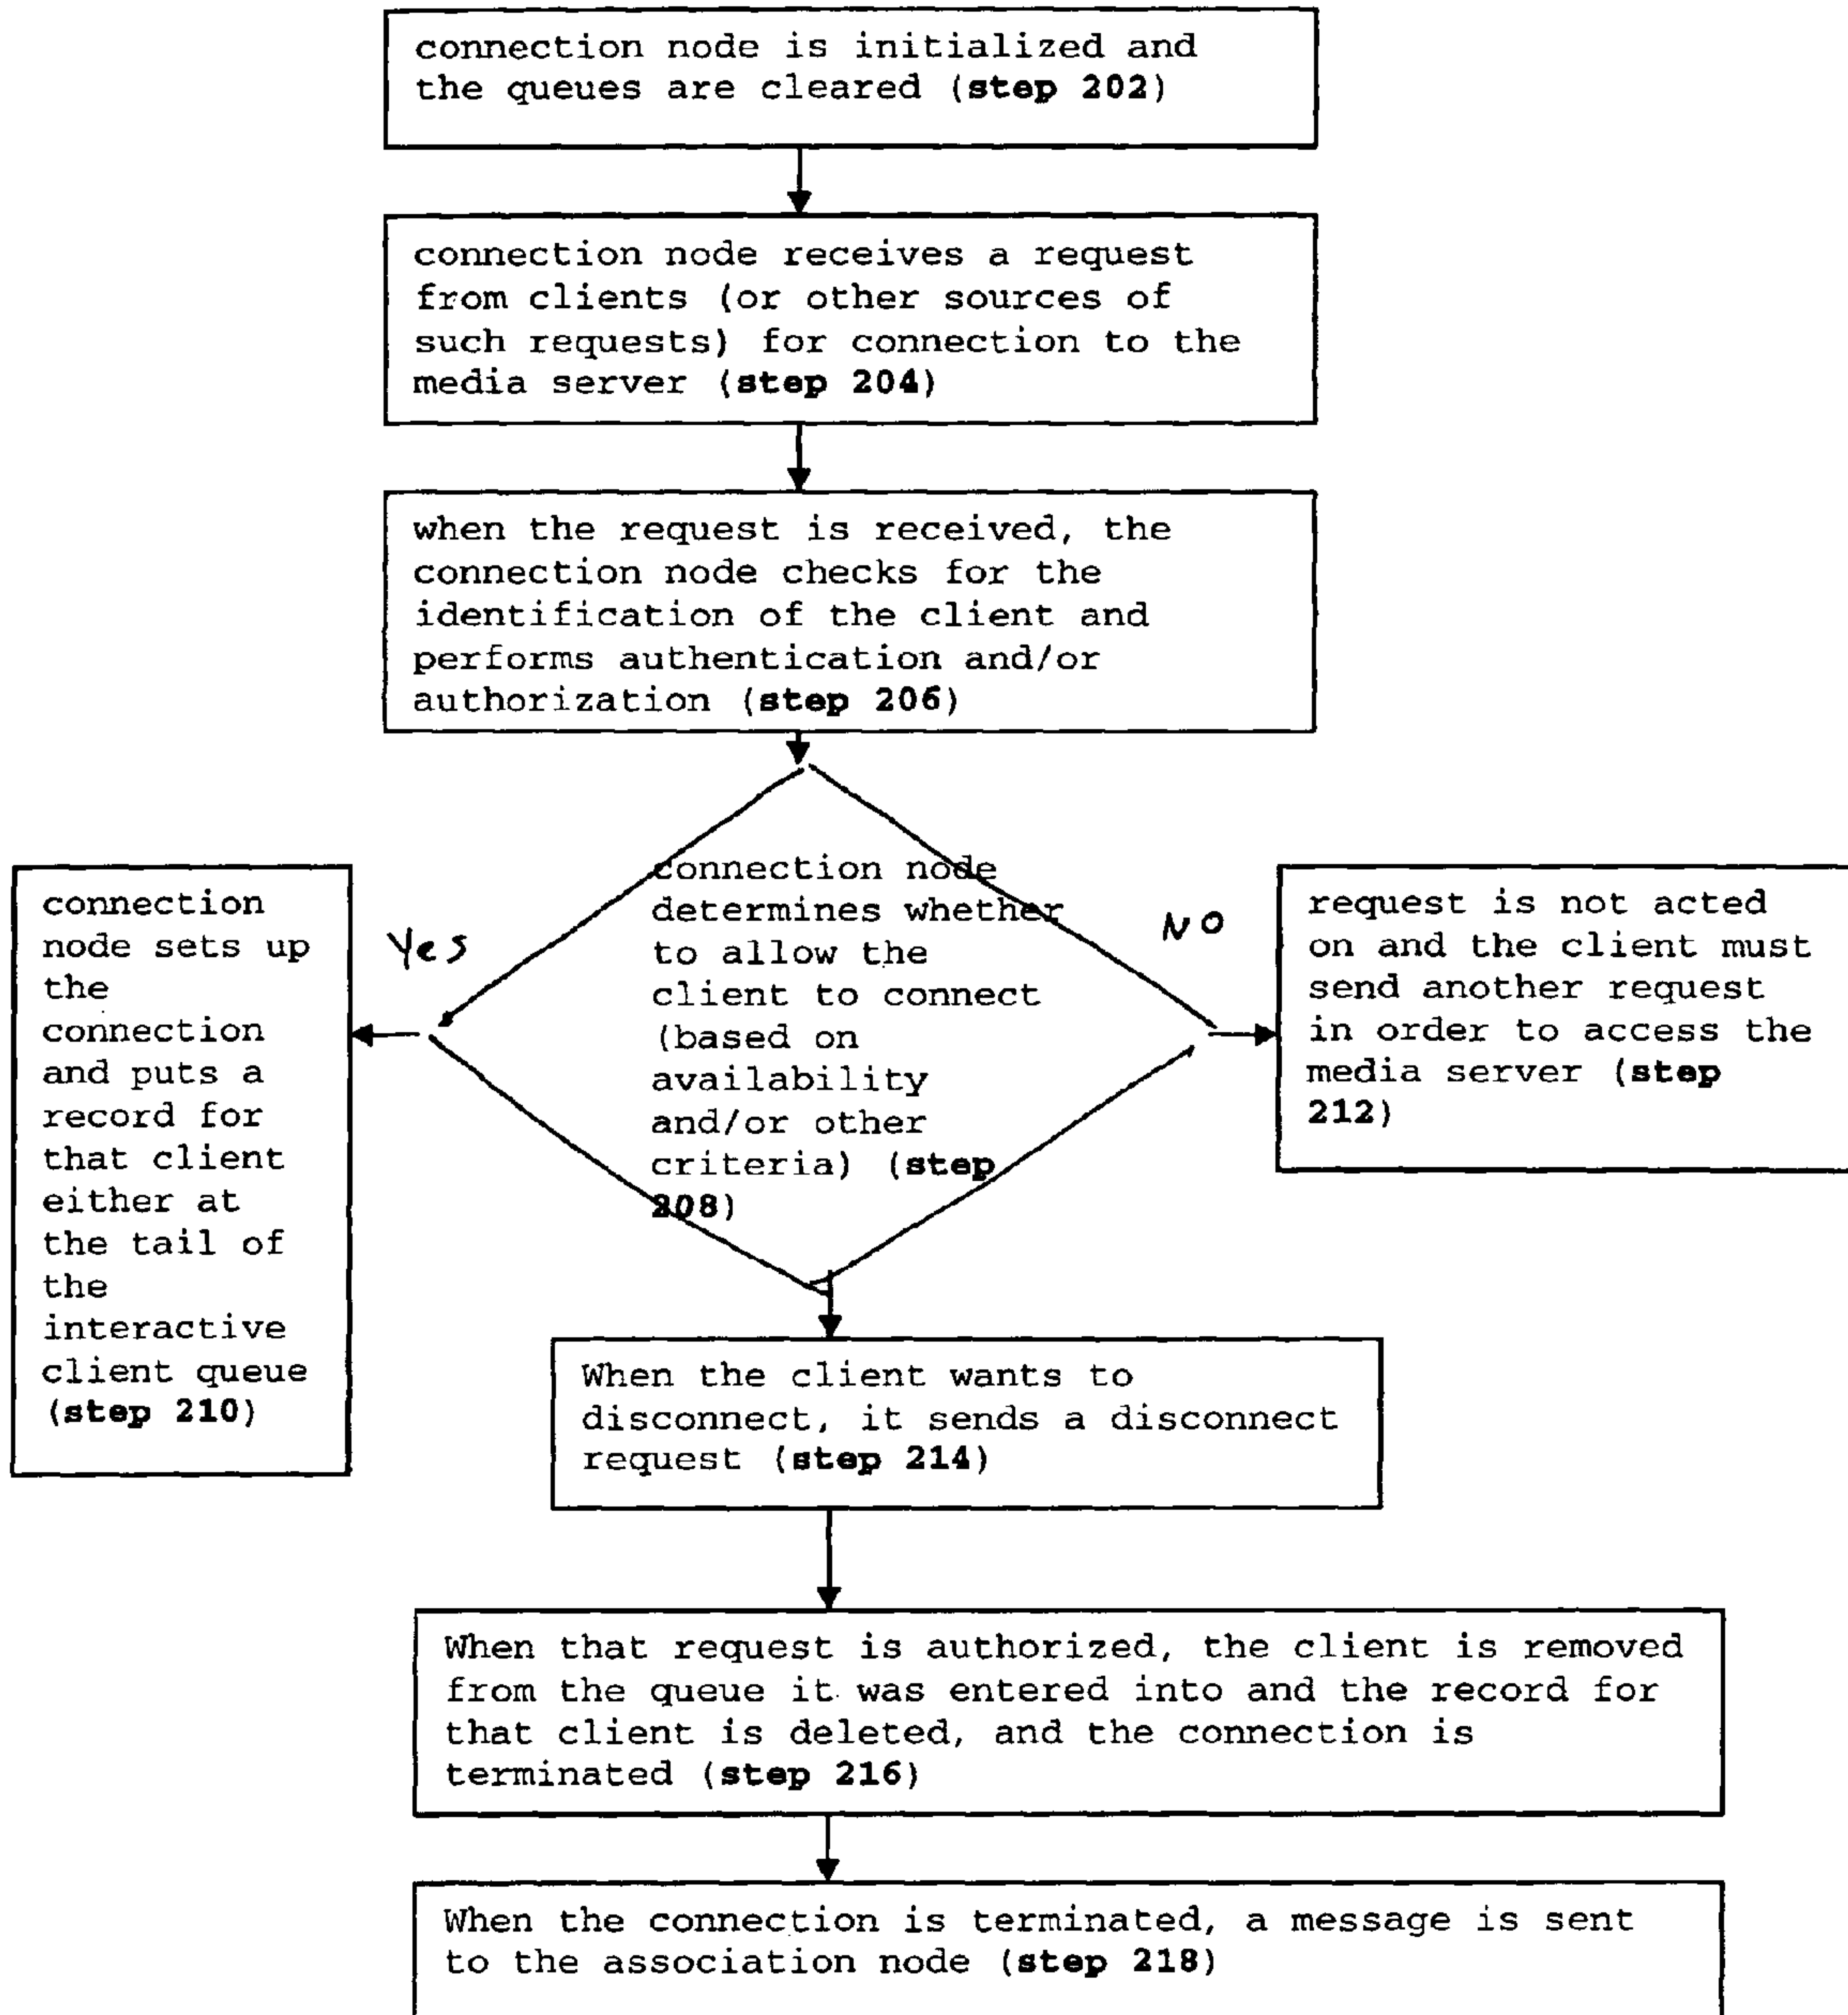 connection node is initialized and
the queues are cleared (step 202)
connection node receives a request
from clients (or other sources of
such requests) for connection to the
media server (step 204)
when the request is received, the
connection node checks for the
identification of the client and
performs authentication and/or
authorization (step 206)
connection node
determines whether
to allow the
client to connect
(based on
availability
and/or other
criteria) (step
208)
Yes
connection
node sets up
the
connection
and puts a
record for
that client
either at
the tail of
the
interactive
client queue
(step 210)
NO
request is not acted
on and the client must
send another request
in order to access the
media server (step
212)
When the client wants to
disconnect, it sends a disconnect
request (step 214)
When that request is authorized, the client is removed
from the queue it was entered into and the record for
that client is deleted, and the connection is
terminated (step 216)
When the connection is terminated, a message is sent
to the association node (step 218)